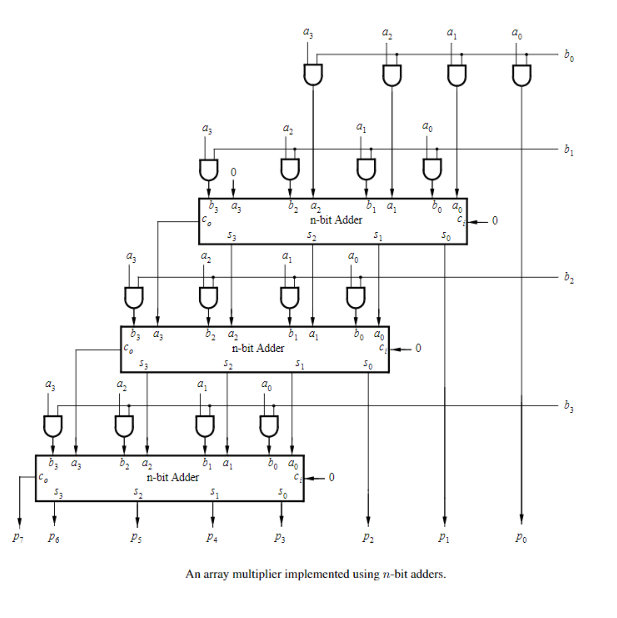 a3 a2 a1 a0
b0
a3 a2 a1 a0
b1
0
b3 a3 b2 a2 b1 a1 b0 a0
co n-bit Adder ci 0
s3 s2 s1 s0
a3 a2 a1 a0
b2
b3 a3 b2 a2 b1 a1 b0 a0
co n-bit Adder ci 0
s3 s2 s1 s0
a3 a2 a1 a0
b3
b3 a3 b2 a2 b1 a1 b0 a0
co n-bit Adder ci 0
s3 s2 s1 s0
p7 p6 p5 p4 p3 p2 p1 p0
An array multiplier implemented using n-bit adders.